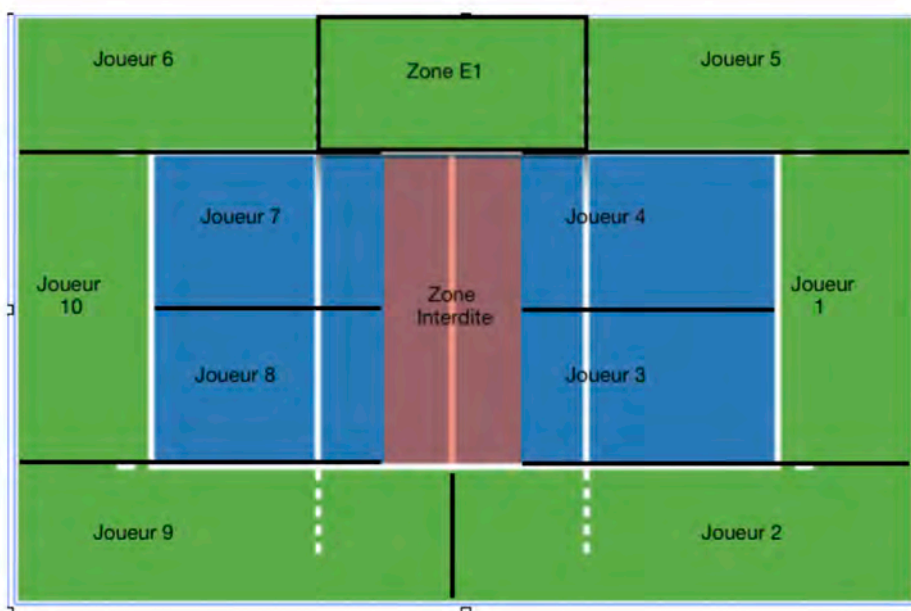 Joueur 6
Zone E1
Joueur 5
Joueur 7
Joueur 4
Joueur
10
Zone
Interdite
Joueur
1
Joueur 8
Joueur 3
Joueur 9
Joueur 2